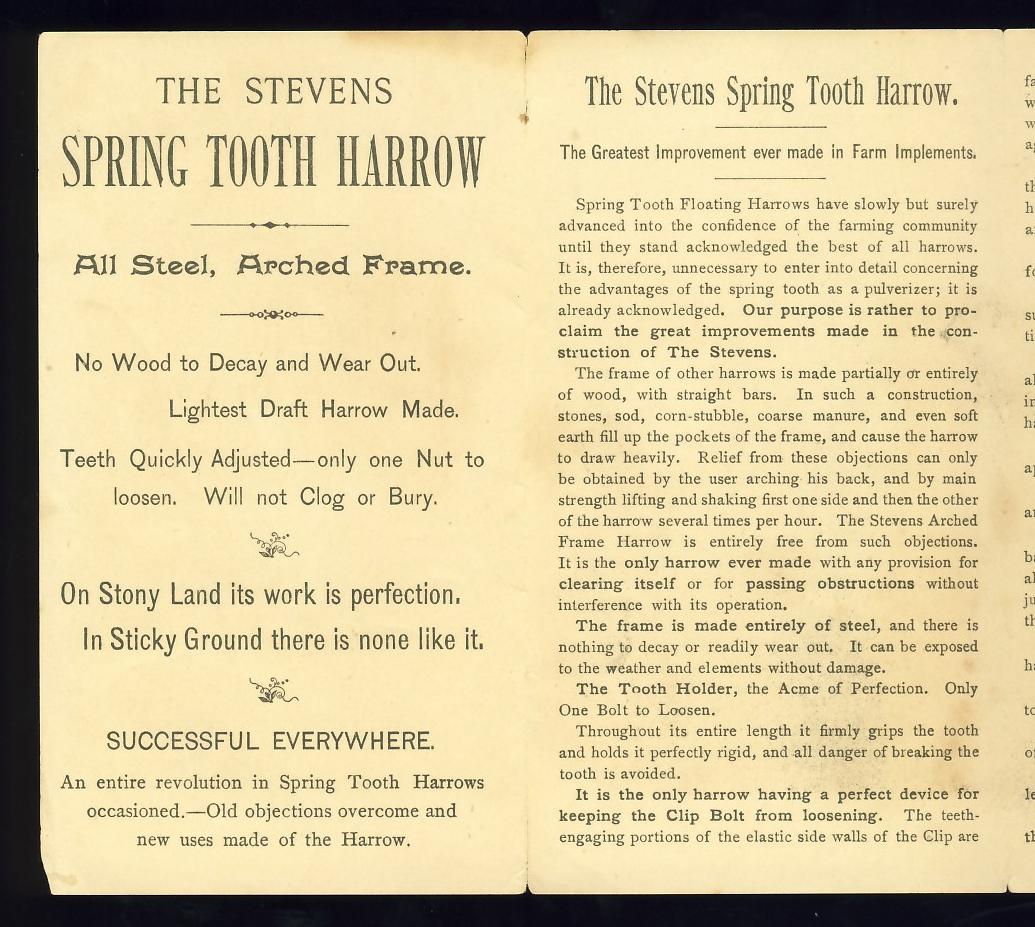 THE STEVENS
SPRING TOOTH HARROW
All Steel, Arched Frame.
No Wood to Decay and Wear Out.
Lightest Draft Harrow Made.
Teeth Quickly Adjusted—only one Nut to
loosen. Will not Clog or Bury.
On Stony Land its work is perfection.
In Sticky Ground there is none like it.
SUCCESSFUL EVERYWHERE.
An entire revolution in Spring Tooth Harrows
occasioned.—Old objections overcome and
new uses made of the Harrow.
The Stevens Spring Tooth Harrow.
The Greatest Improvement ever made in Farm Implements.
Spring Tooth Floating Harrows have slowly but surely
advanced into the confidence of the farming community
until they stand acknowledged the best of all harrows.
It is, therefore, unnecessary to enter into detail concerning
the advantages of the spring tooth as a pulverizer; it is
already acknowledged. Our purpose is rather to pro-
claim the great improvements made in the con-
struction of The Stevens.
The frame of other harrows is made partially or entirely
of wood, with straight bars. In such a construction,
stones, sod, corn-stubble, coarse manure, and even soft
earth fill up the pockets of the frame, and cause the harrow
to draw heavily. Relief from these objections can only
be obtained by the user arching his back, and by main
strength lifting and shaking first one side and then the other
of the harrow several times per hour. The Stevens Arched
Frame Harrow is entirely free from such objections.
It is the only harrow ever made with any provision for
clearing itself or for passing obstructions without
interference with its operation.
The frame is made entirely of steel, and there is
nothing to decay or readily wear out. It can be exposed
to the weather and elements without damage.
The Tooth Holder, the Acme of Perfection. Only
One Bolt to Loosen.
Throughout its entire length it firmly grips the tooth
and holds it perfectly rigid, and all danger of breaking the
tooth is avoided.
It is the only harrow having a perfect device for
keeping the Clip Bolt from loosening. The teeth-
engaging portions of the elastic side walls of the Clip are